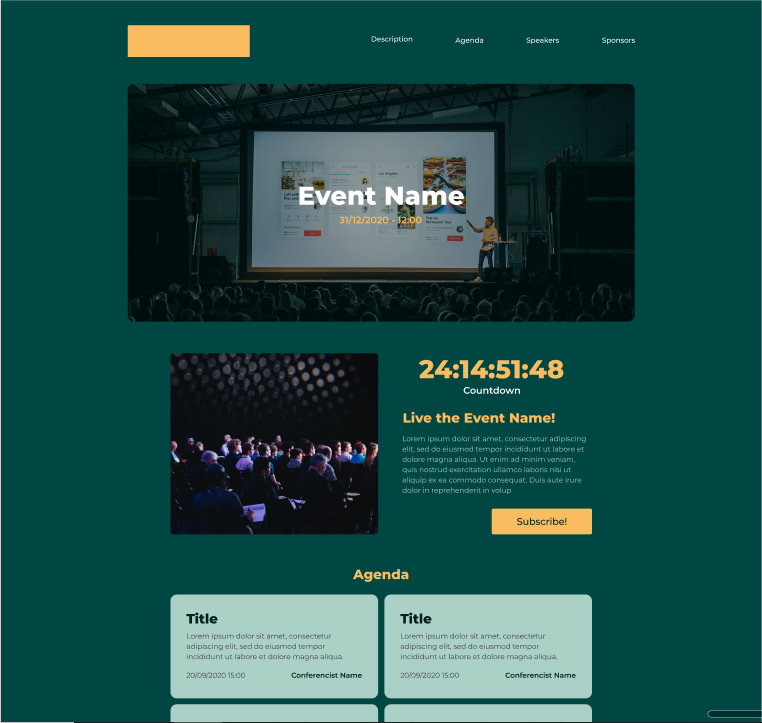 Description
Agenda
Speakers
Sponsors
Event Name
31/12/2020 - 12:00
24:14:51:48
Countdown
Live the Event Name!
Lorem ipsum dolor sit amet, consectetur adipiscing
elit, sed do eiusmod tempor incididunt ut labore et
dolore magna aliqua. Ut enim ad minim veniam,
quis nostrud exercitation ullamco laboris nisi ut
aliquip ex ea commodo consequat. Duis aute irure
dolor in reprehenderit in volup
Subscribe!
Agenda
Title
Lorem ipsum dolor sit amet, consectetur
adipiscing elit, sed do eiusmod tempor
incididunt ut labore et dolore magna aliqua.
20/09/2020 15:00
Conferencist Name
Title
Lorem ipsum dolor sit amet, consectetur
adipiscing elit, sed do eiusmod tempor
incididunt ut labore et dolore magna aliqua.
20/09/2020 15:00
Conferencist Name